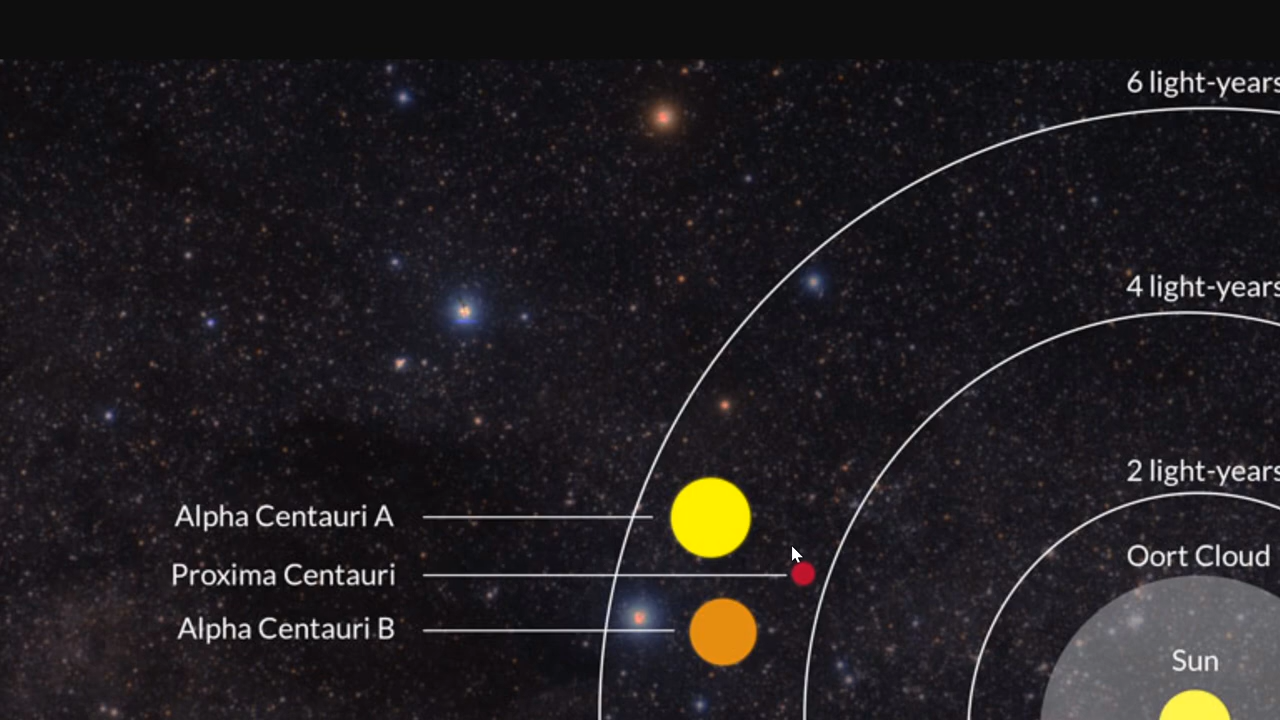 6 light-years
4 light-years
2 light-years
Alpha Centauri A
Oort Cloud
Proxima Centauri
Alpha Centauri B
Sun